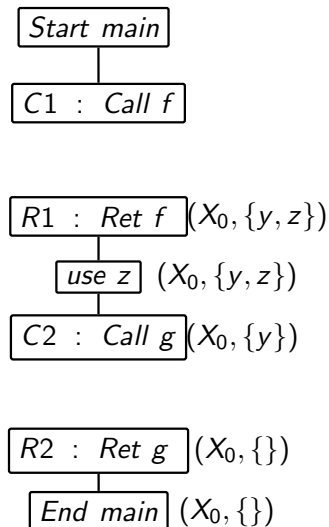 Start main
C1 : Call f
R1 : Ret f (X₀, {y, z})
use z (X₀, {y, z})
C2 : Call g (X₀, {y})
R2 : Ret g (X₀, {})
End main (X₀, {})